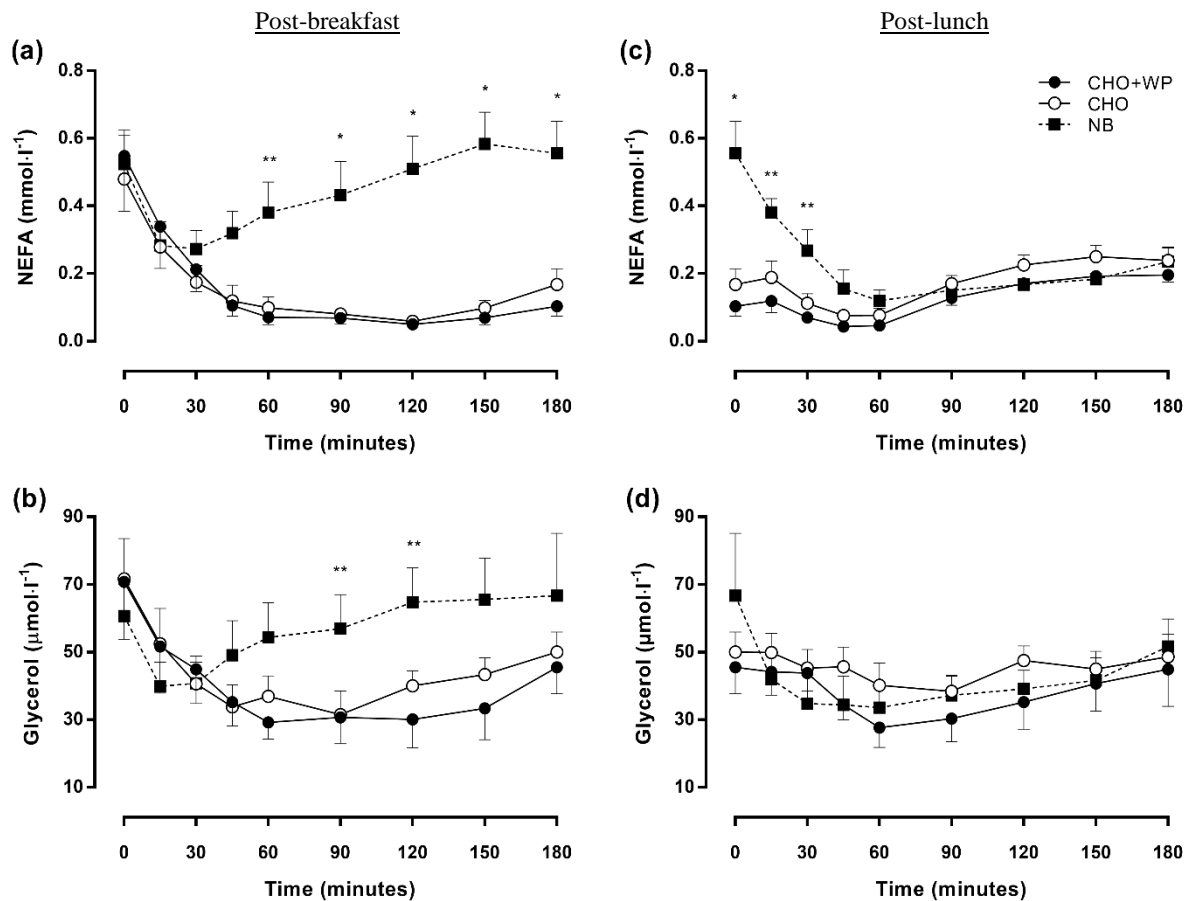 Post-breakfast
Post-lunch
(a)
0.8
0.6
0.4
0.2
0.0
NEFA (mmol·l⁻¹)
**
*
*
*
*
0 30 60 90 120 150 180
Time (minutes)
(c)
0.8
0.6
0.4
0.2
0.0
NEFA (mmol·l⁻¹)
*
**
**
CHO+WP
CHO
NB
0 30 60 90 120 150 180
Time (minutes)
(b)
90
70
50
30
10
Glycerol (μmol·l⁻¹)
**
**
0 30 60 90 120 150 180
Time (minutes)
(d)
90
70
50
30
10
Glycerol (μmol·l⁻¹)
0 30 60 90 120 150 180
Time (minutes)